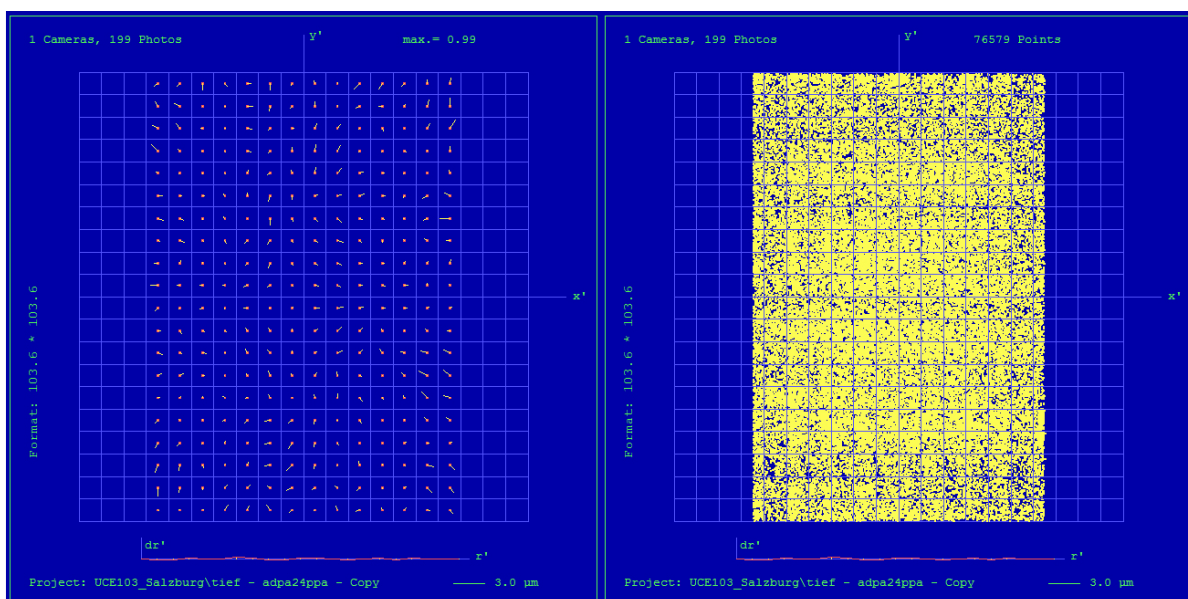 1 Cameras, 199 Photos
y'
max.= 0.99
x'
Format: 103.6 * 103.6
dr'
r'
Project: UCE103_Salzburg\tief - adpa24ppa - Copy
3.0 µm
1 Cameras, 199 Photos
y'
76579 Points
x'
Format: 103.6 * 103.6
dr'
r'
Project: UCE103_Salzburg\tief - adpa24ppa - Copy
3.0 µm